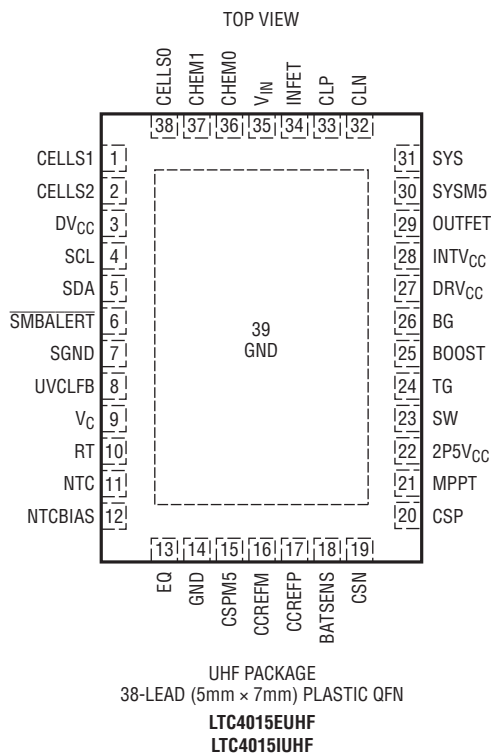 TOP VIEW
CELLS0
CHEM1
CHEM0
VIN
INFET
CLP
CLN
38 37 36 35 34 33 32
CELLS1 1
CELLS2 2
DVCC 3
SCL 4
SDA 5
SMBALERT 6
SGND 7
UVCLFB 8
VC 9
RT 10
NTC 11
NTCBIAS 12
39
GND
31 SYS
30 SYSM5
29 OUTFET
28 INTVCC
27 DRVCC
26 BG
25 BOOST
24 TG
23 SW
22 2P5VCC
21 MPPT
20 CSP
13 14 15 16 17 18 19
EQ
GND
CSPM5
CCREFM
CCREFP
BATSENS
CSN
UHF PACKAGE
38-LEAD (5mm × 7mm) PLASTIC QFN
LTC4015EUHF
LTC4015IUHF